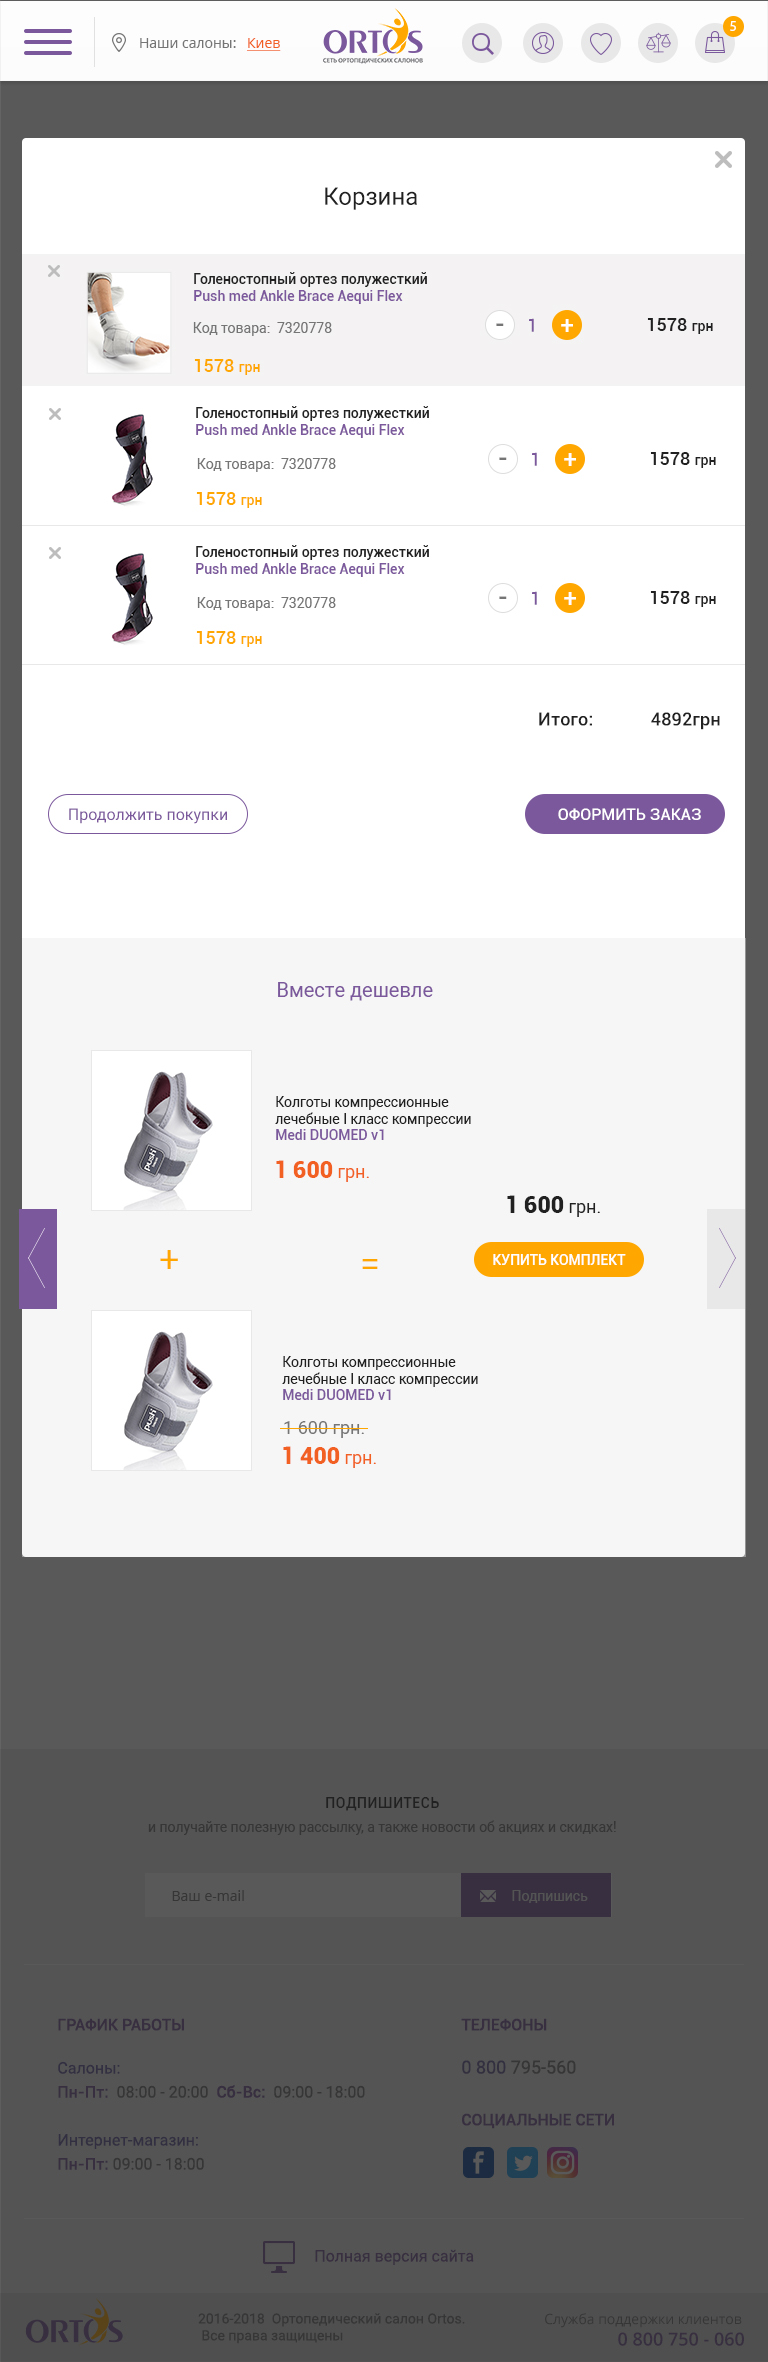 Наши салоны: Киев
ORTOS
СЕТЬ ОРТОПЕДИЧЕСКИХ САЛОНОВ
5
Корзина
Голеностопный ортез полужесткий
Push med Ankle Brace Aequi Flex
Код товара: 7320778
- 1 +
1578 грн
1578 грн
Голеностопный ортез полужесткий
Push med Ankle Brace Aequi Flex
Код товара: 7320778
- 1 +
1578 грн
1578 грн
Голеностопный ортез полужесткий
Push med Ankle Brace Aequi Flex
Код товара: 7320778
- 1 +
1578 грн
1578 грн
Итого: 4892грн
Продолжить покупки
ОФОРМИТЬ ЗАКАЗ
Вместе дешевле
push
Колготы компрессионные
лечебные I класс компрессии
Medi DUOMED v1
1 600 грн.
1 600 грн.
+ =
КУПИТЬ КОМПЛЕКТ
push
Колготы компрессионные
лечебные I класс компрессии
Medi DUOMED v1
1 600 грн.
1 400 грн.
ПОДПИШИТЕСЬ
и получайте полезную рассылку, а также новости об акциях и скидках!
Ваш e-mail
Подпишись
ГРАФИК РАБОТЫ
Салоны:
Пн-Пт: 08:00 - 20:00 Сб-Вс: 09:00 - 18:00
Интернет-магазин:
Пн-Пт: 09:00 - 18:00
ТЕЛЕФОНЫ
0 800 795-560
СОЦИАЛЬНЫЕ СЕТИ
Полная версия сайта
ORTOS
2016-2018 Ортопедический салон Ortos.
Все права защищены
Служба поддержки клиентов
0 800 750 - 060